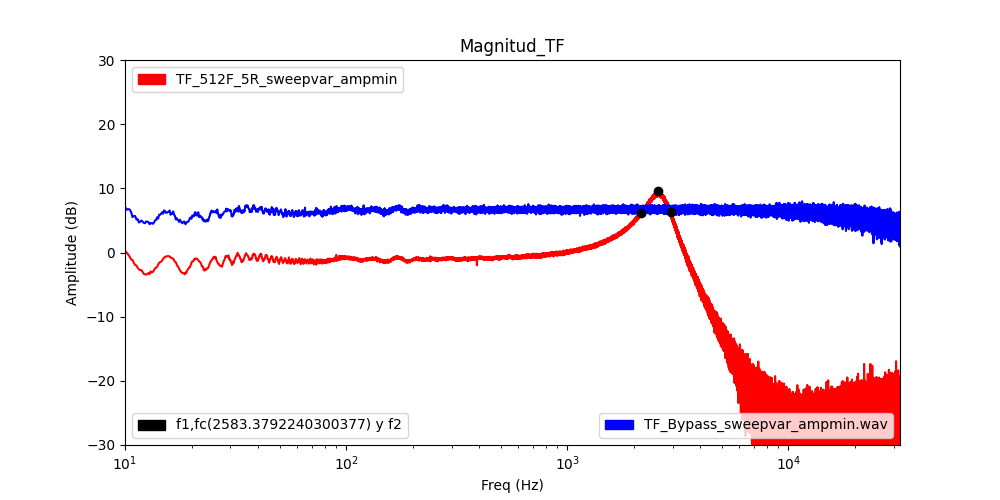 Magnitud_TF
30
20
10
0
−10
−20
−30
Amplitude (dB)
TF_512F_5R_sweepvar_ampmin
f1,fc(2583.3792240300377) y f2
TF_Bypass_sweepvar_ampmin.wav
10¹
10²
10³
10⁴
Freq (Hz)